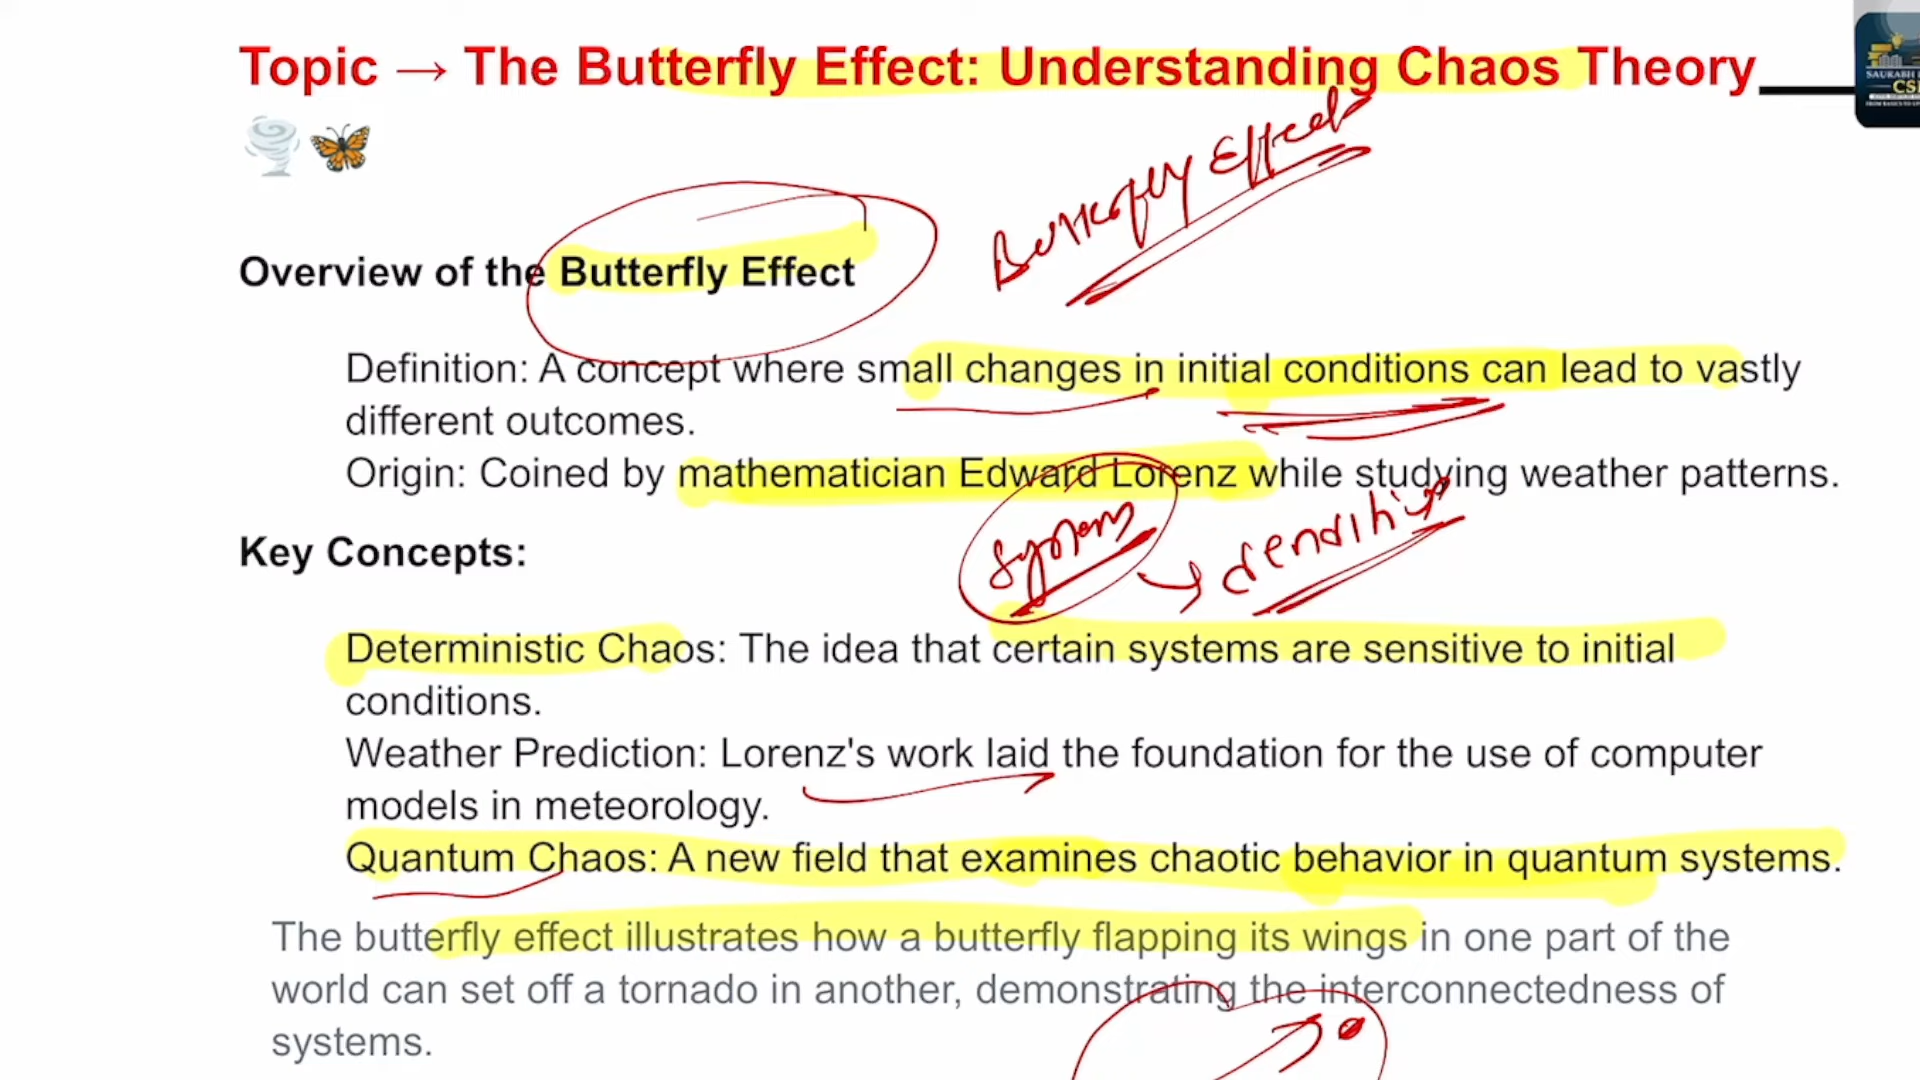 Topic → The Butterfly Effect: Understanding Chaos Theory
SAURABH
CSE
Butterfly Effect
Overview of the Butterfly Effect
Definition: A concept where small changes in initial conditions can lead to vastly
different outcomes.
Origin: Coined by mathematician Edward Lorenz while studying weather patterns.
System → sensitive
Key Concepts:
Deterministic Chaos: The idea that certain systems are sensitive to initial
conditions.
Weather Prediction: Lorenz's work laid the foundation for the use of computer
models in meteorology.
Quantum Chaos: A new field that examines chaotic behavior in quantum systems.
The butterfly effect illustrates how a butterfly flapping its wings in one part of the
world can set off a tornado in another, demonstrating the interconnectedness of
systems.